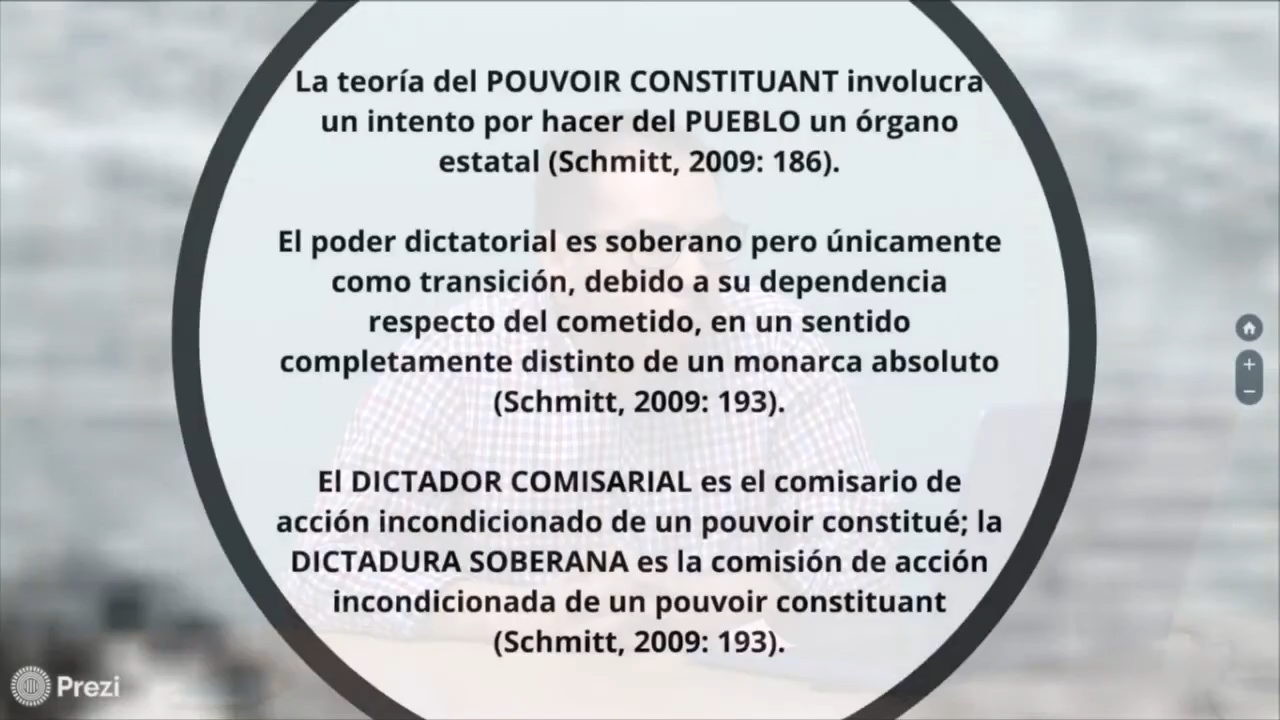 La teoría del POUVOIR CONSTITUANT involucra
un intento por hacer del PUEBLO un órgano
estatal (Schmitt, 2009: 186).
El poder dictatorial es soberano pero únicamente
como transición, debido a su dependencia
respecto del cometido, en un sentido
completamente distinto de un monarca absoluto
(Schmitt, 2009: 193).
El DICTADOR COMISARIAL es el comisario de
acción incondicionado de un pouvoir constitué; la
DICTADURA SOBERANA es la comisión de acción
incondicionada de un pouvoir constituant
(Schmitt, 2009: 193).
Prezi